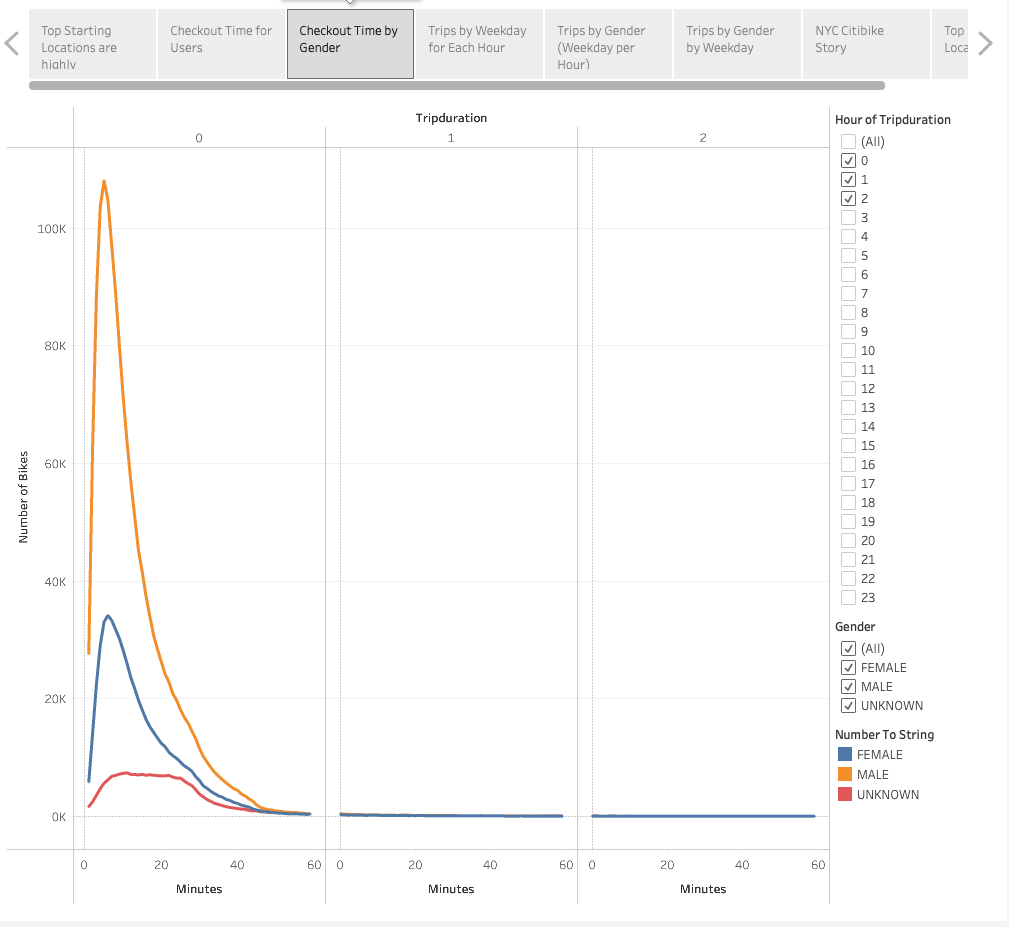 Top Starting
Locations are
highly
Checkout Time for
Users
Checkout Time by
Gender
Trips by Weekday
for Each Hour
Trips by Gender
(Weekday per
Hour)
Trips by Gender
by Weekday
NYC Citibike
Story
Top
Loca
Tripduration
0
1
2
Number of Bikes
100K
80K
60K
40K
20K
0K
0
20
40
60
0
20
40
60
0
20
40
60
Minutes
Minutes
Minutes
Hour of Tripduration
(All)
0
1
2
3
4
5
6
7
8
9
10
11
12
13
14
15
16
17
18
19
20
21
22
23
Gender
(All)
FEMALE
MALE
UNKNOWN
Number To String
FEMALE
MALE
UNKNOWN